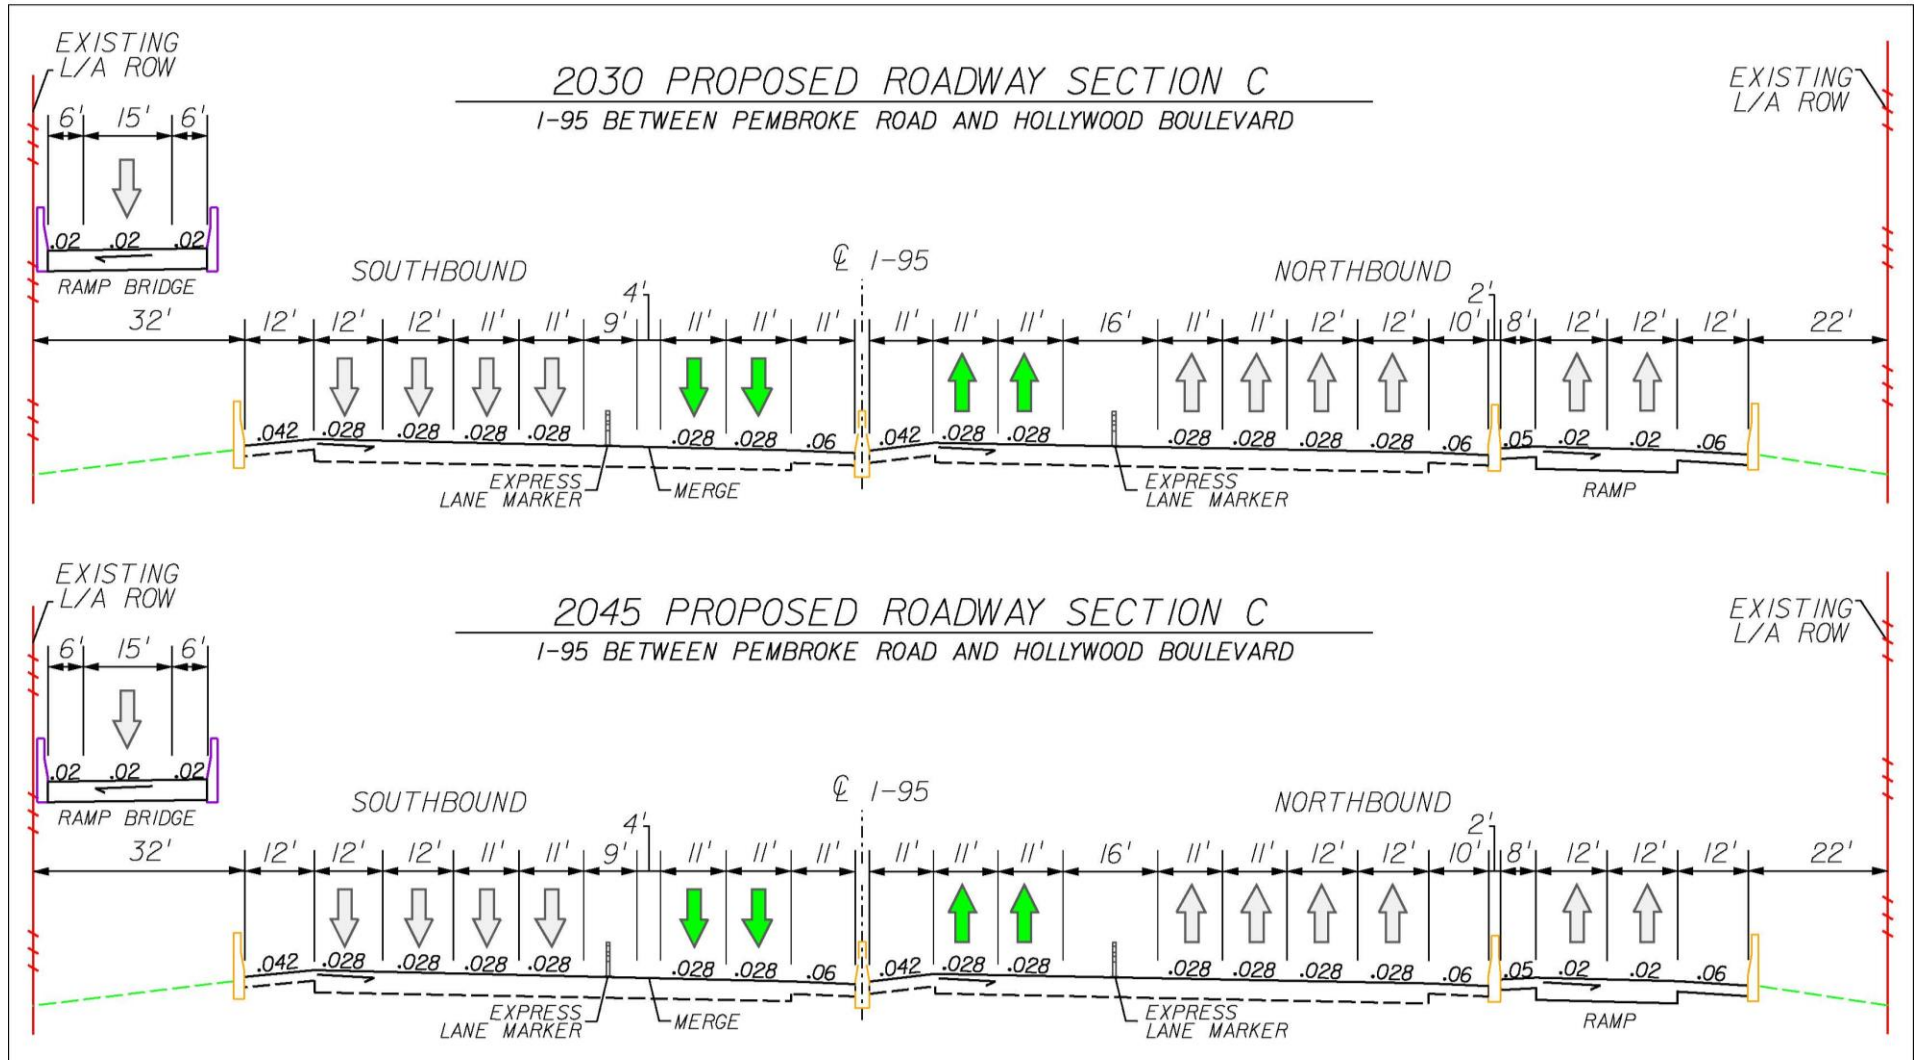 EXISTING
L/A ROW
2030 PROPOSED ROADWAY SECTION C
I-95 BETWEEN PEMBROKE ROAD AND HOLLYWOOD BOULEVARD
EXISTING
L/A ROW
6' 15' 6'
.02 .02 .02
RAMP BRIDGE
SOUTHBOUND
℄ I-95
NORTHBOUND
4' 2'
32' 12' 12' 12' 11' 11' 9' 11' 11' 11' 11' 11' 11' 16' 11' 11' 12' 12' 10' 8' 12' 12' 12' 22'
.042 .028 .028 .028 .028 .028 .028 .06 .042 .028 .028 .028 .028 .028 .028 .06 .05 .02 .02 .06
EXPRESS
LANE MARKER
MERGE
EXPRESS
LANE MARKER
RAMP
EXISTING
L/A ROW
2045 PROPOSED ROADWAY SECTION C
I-95 BETWEEN PEMBROKE ROAD AND HOLLYWOOD BOULEVARD
EXISTING
L/A ROW
6' 15' 6'
.02 .02 .02
RAMP BRIDGE
SOUTHBOUND
℄ I-95
NORTHBOUND
4' 2'
32' 12' 12' 12' 11' 11' 9' 11' 11' 11' 11' 11' 11' 16' 11' 11' 12' 12' 10' 8' 12' 12' 12' 22'
.042 .028 .028 .028 .028 .028 .028 .06 .042 .028 .028 .028 .028 .028 .028 .06 .05 .02 .02 .06
EXPRESS
LANE MARKER
MERGE
EXPRESS
LANE MARKER
RAMP